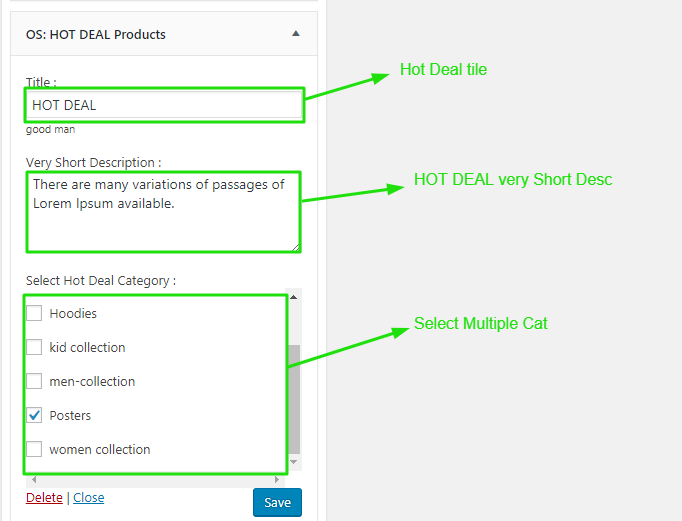 OS: HOT DEAL Products
Title :
Hot Deal tile
HOT DEAL
good man
Very Short Description :
There are many variations of passages of
Lorem Ipsum available.
HOT DEAL very Short Desc
Select Hot Deal Category :
Hoodies
Select Multiple Cat
kid collection
men-collection
Posters
women collection
Delete | Close
Save